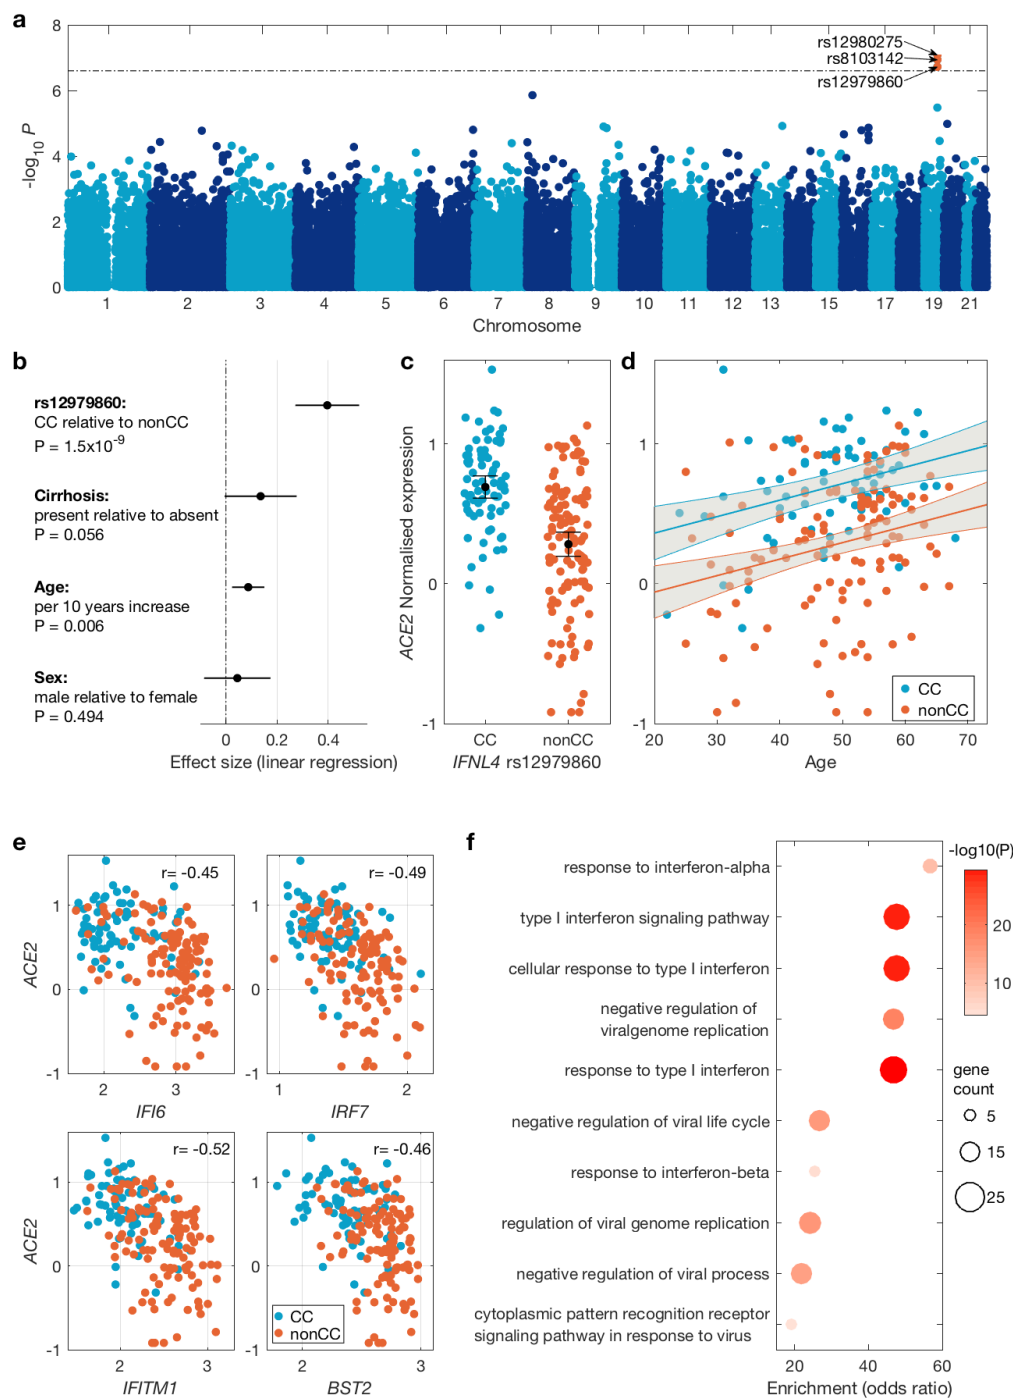 a
8
6
4
2
0
-log10 P
rs12980275
rs8103142
rs12979860
1 2 3 4 5 6 7 8 9 10 11 12 13 15 17 19 21
Chromosome
b
rs12979860:
CC relative to nonCC
P = 1.5x10-9
Cirrhosis:
present relative to absent
P = 0.056
Age:
per 10 years increase
P = 0.006
Sex:
male relative to female
P = 0.494
0 0.2 0.4
Effect size (linear regression)
c
ACE2 Normalised expression
1
0
-1
CC nonCC
IFNL4 rs12979860
d
1
0
-1
CC
nonCC
20 30 40 50 60 70
Age
e
r= -0.45
ACE2
1
0
-1
2 3
IFI6
r= -0.49
1 2
IRF7
r= -0.52
ACE2
1
0
-1
2 3
IFITM1
r= -0.46
CC
nonCC
2 3
BST2
f
response to interferon-alpha
type I interferon signaling pathway
cellular response to type I interferon
negative regulation of
viralgenome replication
response to type I interferon
negative regulation of viral life cycle
response to interferon-beta
regulation of viral genome replication
negative regulation of viral process
cytoplasmic pattern recognition receptor
signaling pathway in response to virus
20 40 60
Enrichment (odds ratio)
-log10(P)
20
10
gene
count
5
15
25